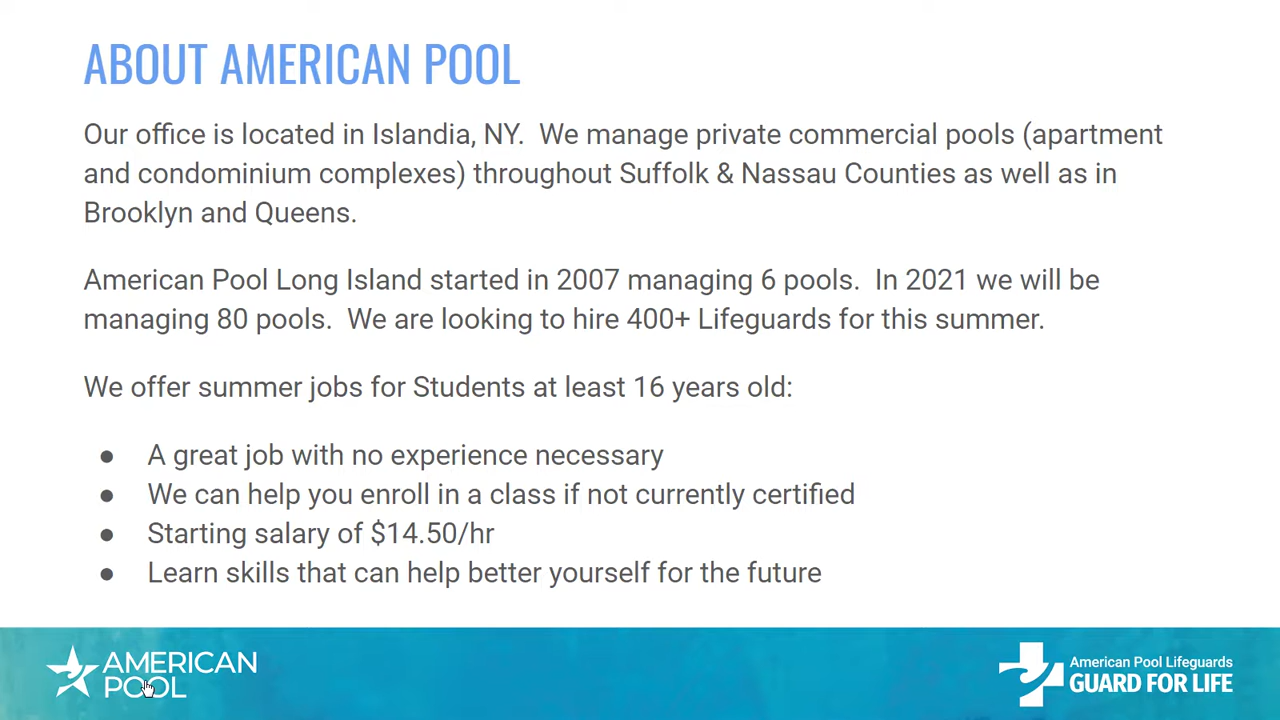 ABOUT AMERICAN POOL
Our office is located in Islandia, NY.  We manage private commercial pools (apartment
and condominium complexes) throughout Suffolk & Nassau Counties as well as in
Brooklyn and Queens.
American Pool Long Island started in 2007 managing 6 pools.  In 2021 we will be
managing 80 pools.  We are looking to hire 400+ Lifeguards for this summer.
We offer summer jobs for Students at least 16 years old:
● A great job with no experience necessary
● We can help you enroll in a class if not currently certified
● Starting salary of $14.50/hr
● Learn skills that can help better yourself for the future
AMERICAN
POOL
American Pool Lifeguards
GUARD FOR LIFE